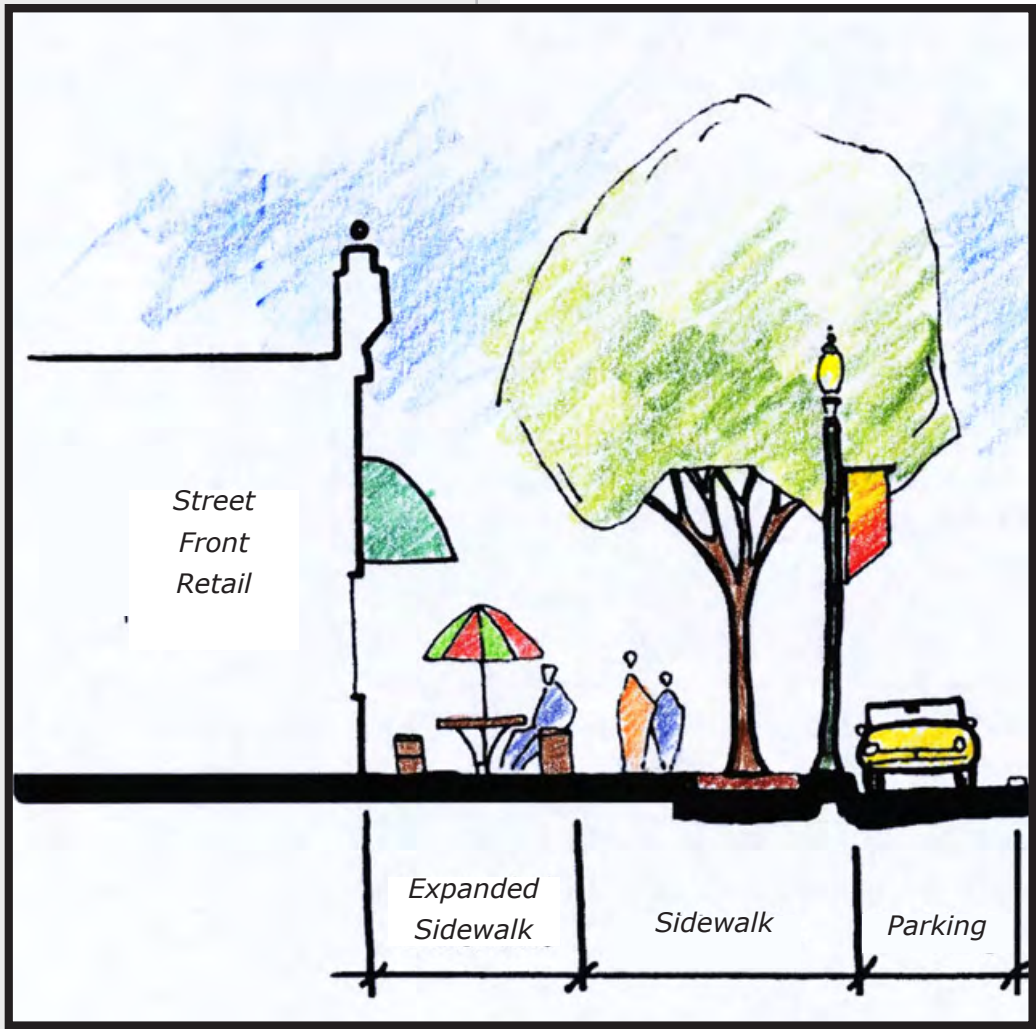 Street
Front
Retail
Expanded
Sidewalk
Sidewalk
Parking